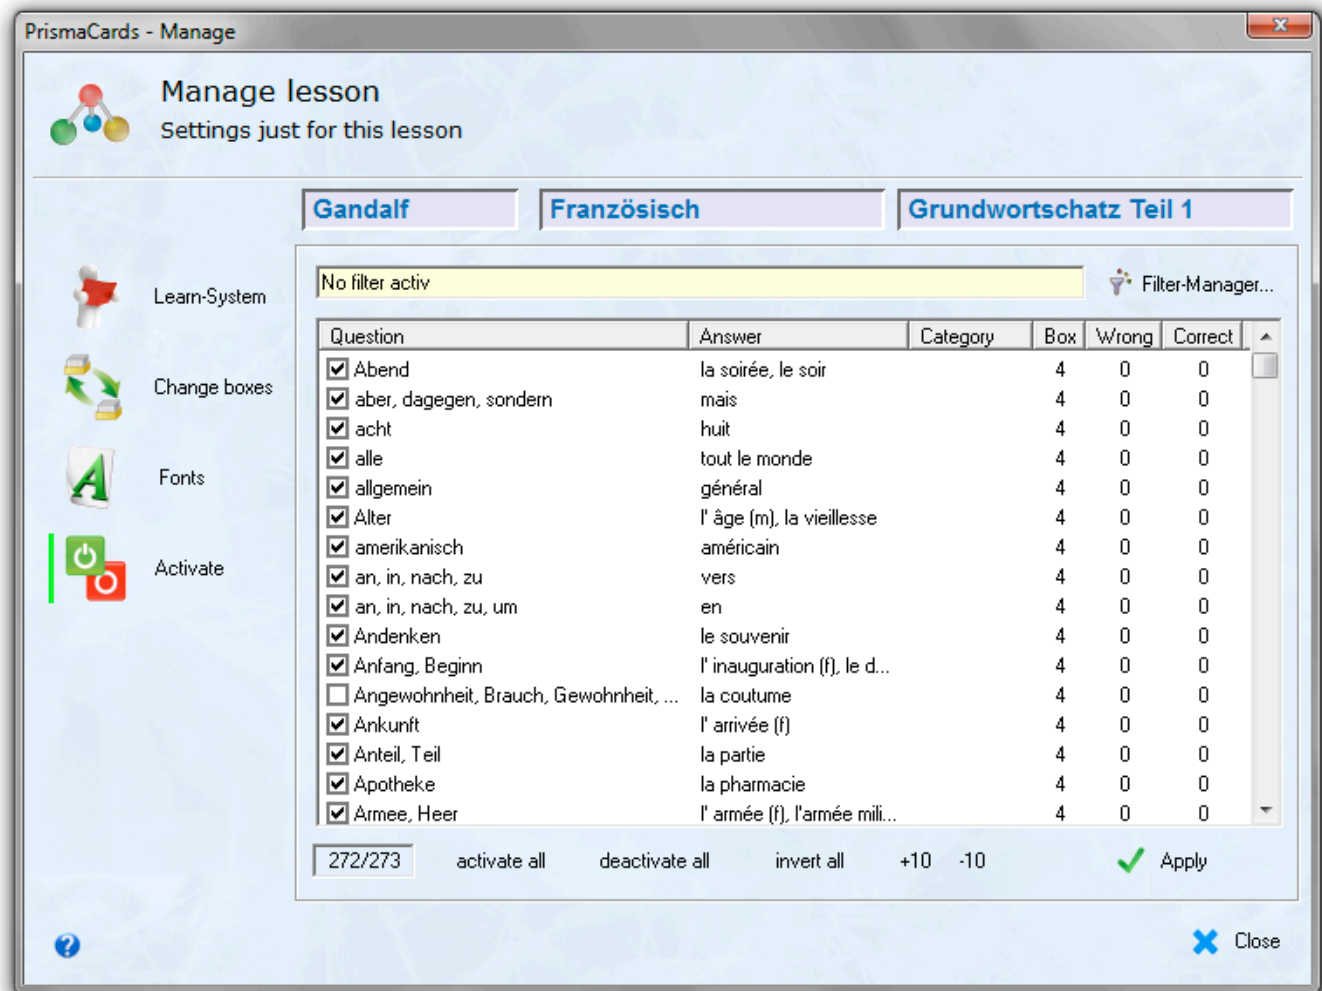 PrismaCards - Manage
Manage lesson
Settings just for this lesson
Gandalf Französisch Grundwortschatz Teil 1
Learn-System
Change boxes
Fonts
Activate
No filter activ Filter-Manager...
Question Answer Category Box Wrong Correct
Abend la soirée, le soir 4 0 0
aber, dagegen, sondern mais 4 0 0
acht huit 4 0 0
alle tout le monde 4 0 0
allgemein général 4 0 0
Alter l' âge (m), la vieillesse 4 0 0
amerikanisch américain 4 0 0
an, in, nach, zu vers 4 0 0
an, in, nach, zu, um en 4 0 0
Andenken le souvenir 4 0 0
Anfang, Beginn l' inauguration (f), le d... 4 0 0
Angewohnheit, Brauch, Gewohnheit, ... la coutume 4 0 0
Ankunft l' arrivée (f) 4 0 0
Anteil, Teil la partie 4 0 0
Apotheke la pharmacie 4 0 0
Armee, Heer l' armée (f), l'armée mili... 4 0 0
272/273 activate all deactivate all invert all +10 -10 Apply
? Close